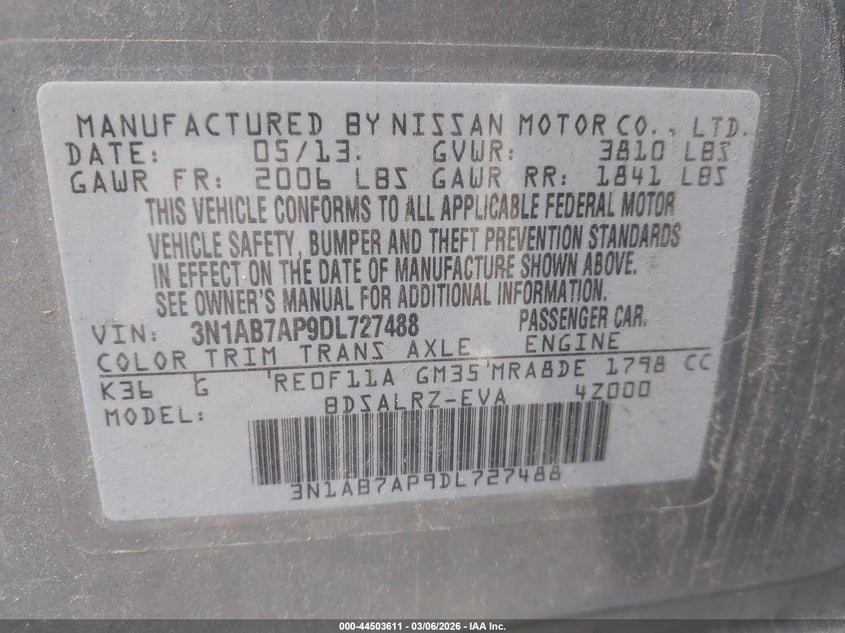 MANUFACTURED BY NISSAN MOTOR CO., LTD.
DATE: 05/13. GVWR: 3810 LBS
GAWR FR: 2006 LBS GAWR RR: 1841 LBS
THIS VEHICLE CONFORMS TO ALL APPLICABLE FEDERAL MOTOR
VEHICLE SAFETY, BUMPER AND THEFT PREVENTION STANDARDS
IN EFFECT ON THE DATE OF MANUFACTURE SHOWN ABOVE.
SEE OWNER'S MANUAL FOR ADDITIONAL INFORMATION.
VIN: 3N1AB7AP9DL727488 PASSENGER CAR.
COLOR TRIM TRANS AXLE ENGINE
K36 G RE0F11A GM35 MRA8DE 1798 CC
MODEL: BDSALRZ-EVA 4Z000
3N1AB7AP9DL727488
000-44503611 - 03/06/2026 - IAA Inc.